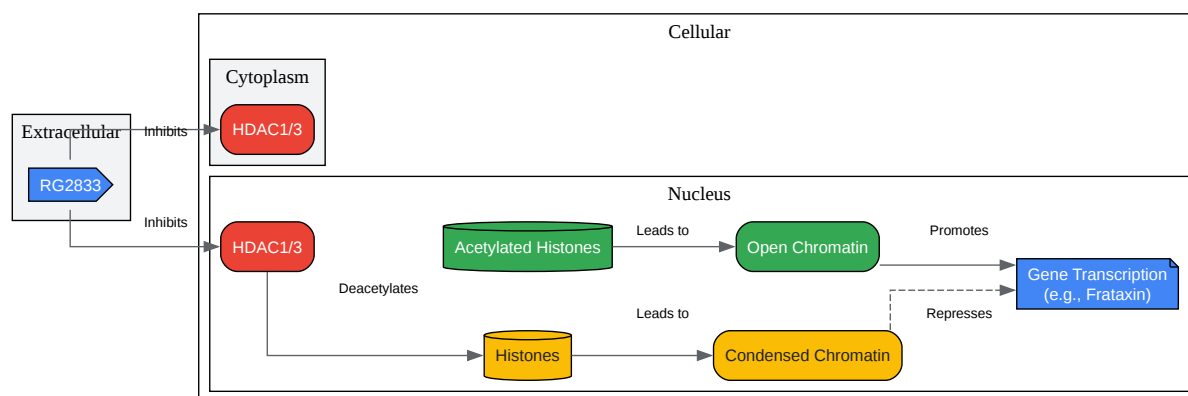 Cellular
Cytoplasm
HDAC1/3
Extracellular
Inhibits
RG2833
Inhibits
Nucleus
HDAC1/3
Acetylated Histones
Leads to
Open Chromatin
Promotes
Gene Transcription
(e.g., Frataxin)
Deacetylates
Histones
Leads to
Condensed Chromatin
Represses